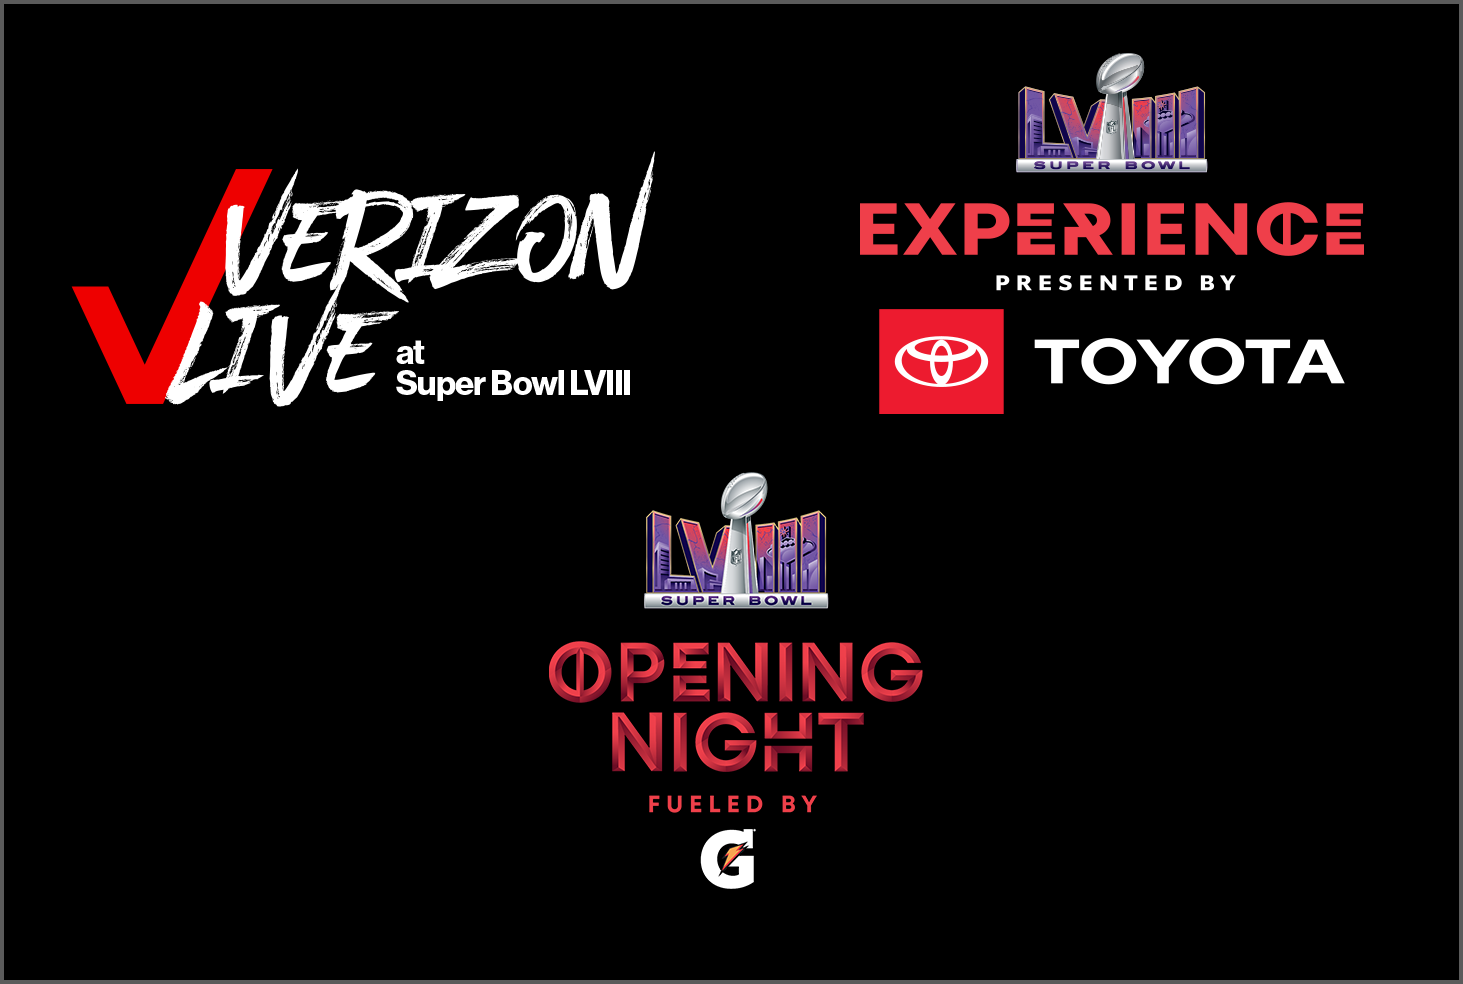 VERIZON
LIVE
at
Super Bowl LVIII
LVIII
SUPER BOWL
EXPERIENCE
PRESENTED BY
TOYOTA
LVIII
SUPER BOWL
OPENING
NIGHT
FUELED BY
G